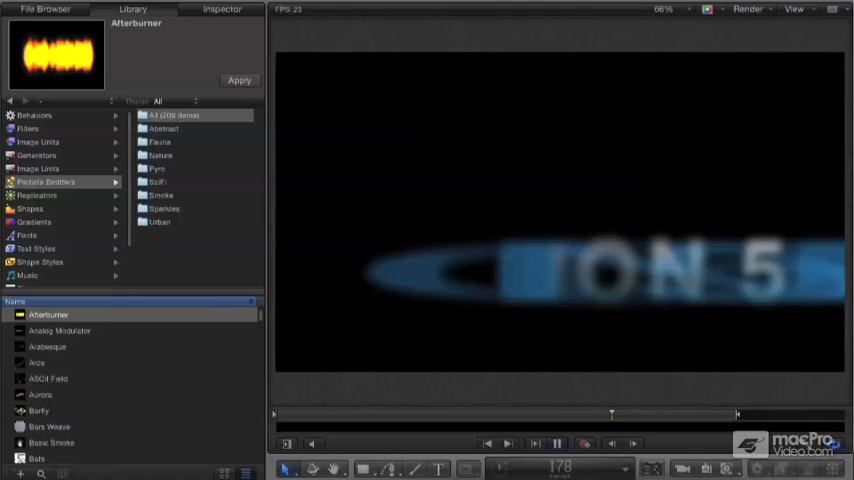 File Browser Library Inspector FPS: 23 66% Render View
Afterburner
Apply
Theme All
Behaviors All (209 items)
Filters Abstract
Image Units Fauna
Generators Nature
Image Units Pyro
Particle Emitters SciFi
Replicators Smoke
Shapes Sparkles
Gradients Urban
Fonts
Text Styles
Shape Styles
Music
ION 5
Name
Afterburner
Analog Modulator
Arabesque
Arcs
ASCII Field
Aurora
Barfly
Bars Weave
Basic Smoke
Bats
T 178
macPro
Video.com